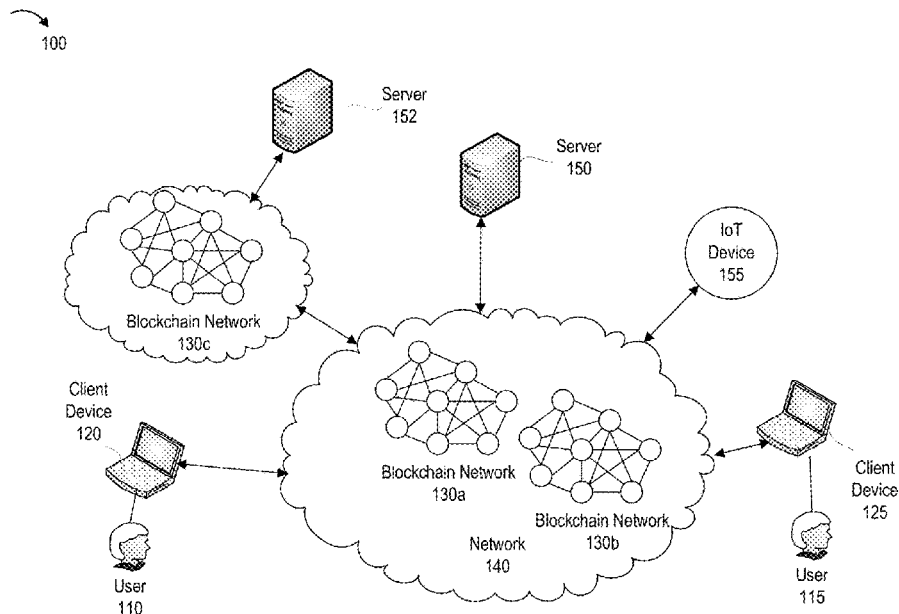 100
Server
152
Server
150
IoT
Device
155
Blockchain Network
130c
Client
Device
120
Blockchain Network
130a
Blockchain Network
130b
Client
Device
125
Network
140
User
110
User
115